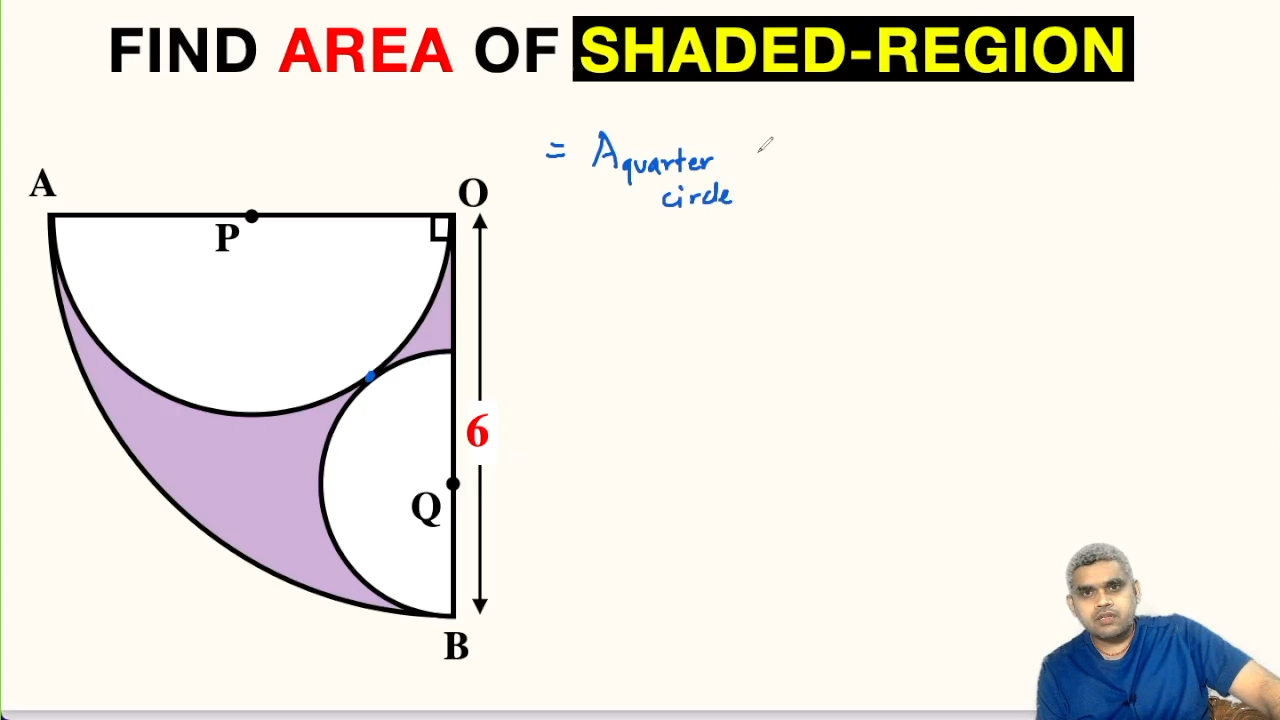 FIND AREA OF SHADED-REGION
= A quarter
circle
A
O
P
6
Q
B